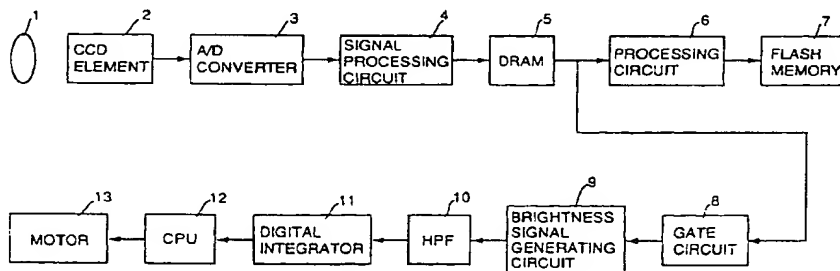 1
2
3
4
5
6
7
CCD
ELEMENT
A/D
CONVERTER
SIGNAL
PROCESSING
CIRCUIT
DRAM
PROCESSING
CIRCUIT
FLASH
MEMORY
13
12
11
10
9
8
MOTOR
CPU
DIGITAL
INTEGRATOR
HPF
BRIGHTNESS
SIGNAL
GENERATING
CIRCUIT
GATE
CIRCUIT